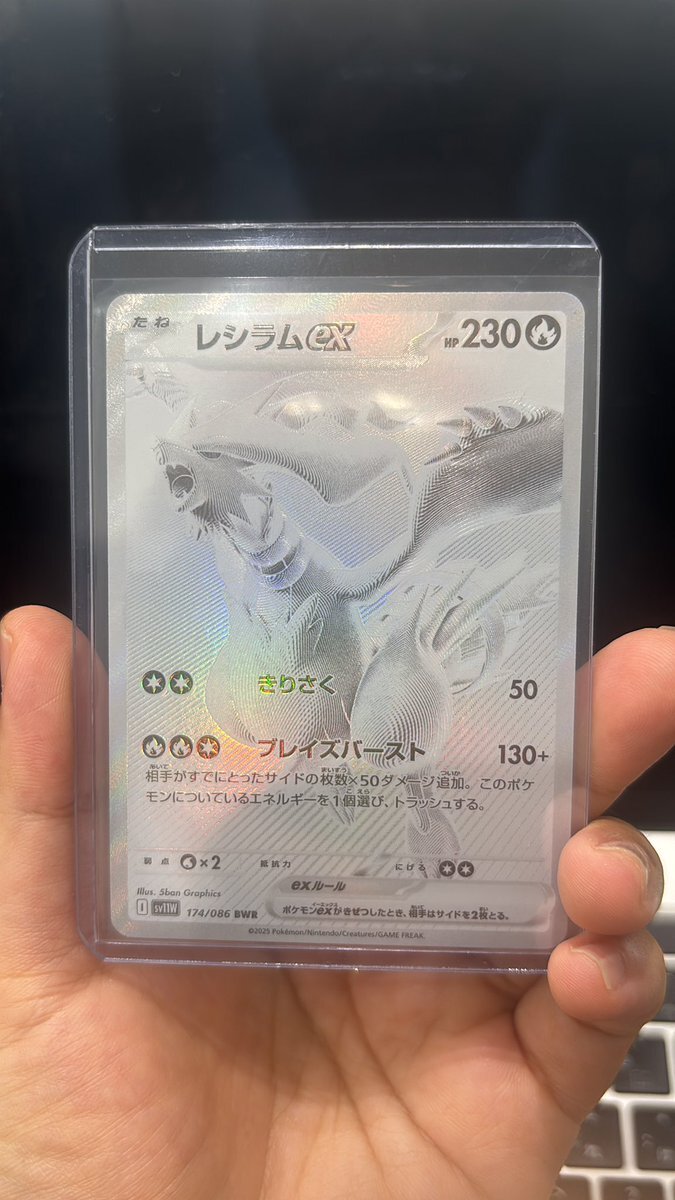 たね レシラムex HP230
きりさく 50
ブレイズバースト 130+
相手がすでにとったサイドの枚数×50ダメージ追加。このポケ
モンについているエネルギーを1個選び、トラッシュする。
弱点 ×2 抵抗力 にげる
Illus. 5ban Graphics exルール
I sv11W 174/086 BWR ポケモンexがきぜつしたとき、相手はサイドを2枚とる。
©2025 Pokémon/Nintendo/Creatures/GAME FREAK.